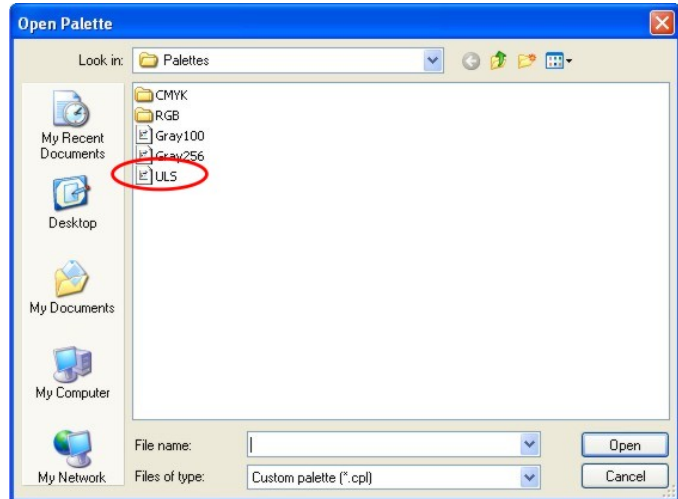 Open Palette
Look in:
Palettes
My Recent
Documents
Desktop
My Documents
My Computer
My Network
CMYK
RGB
Gray100
Gray256
ULS
File name:
Open
Files of type:
Custom palette (*.cpl)
Cancel